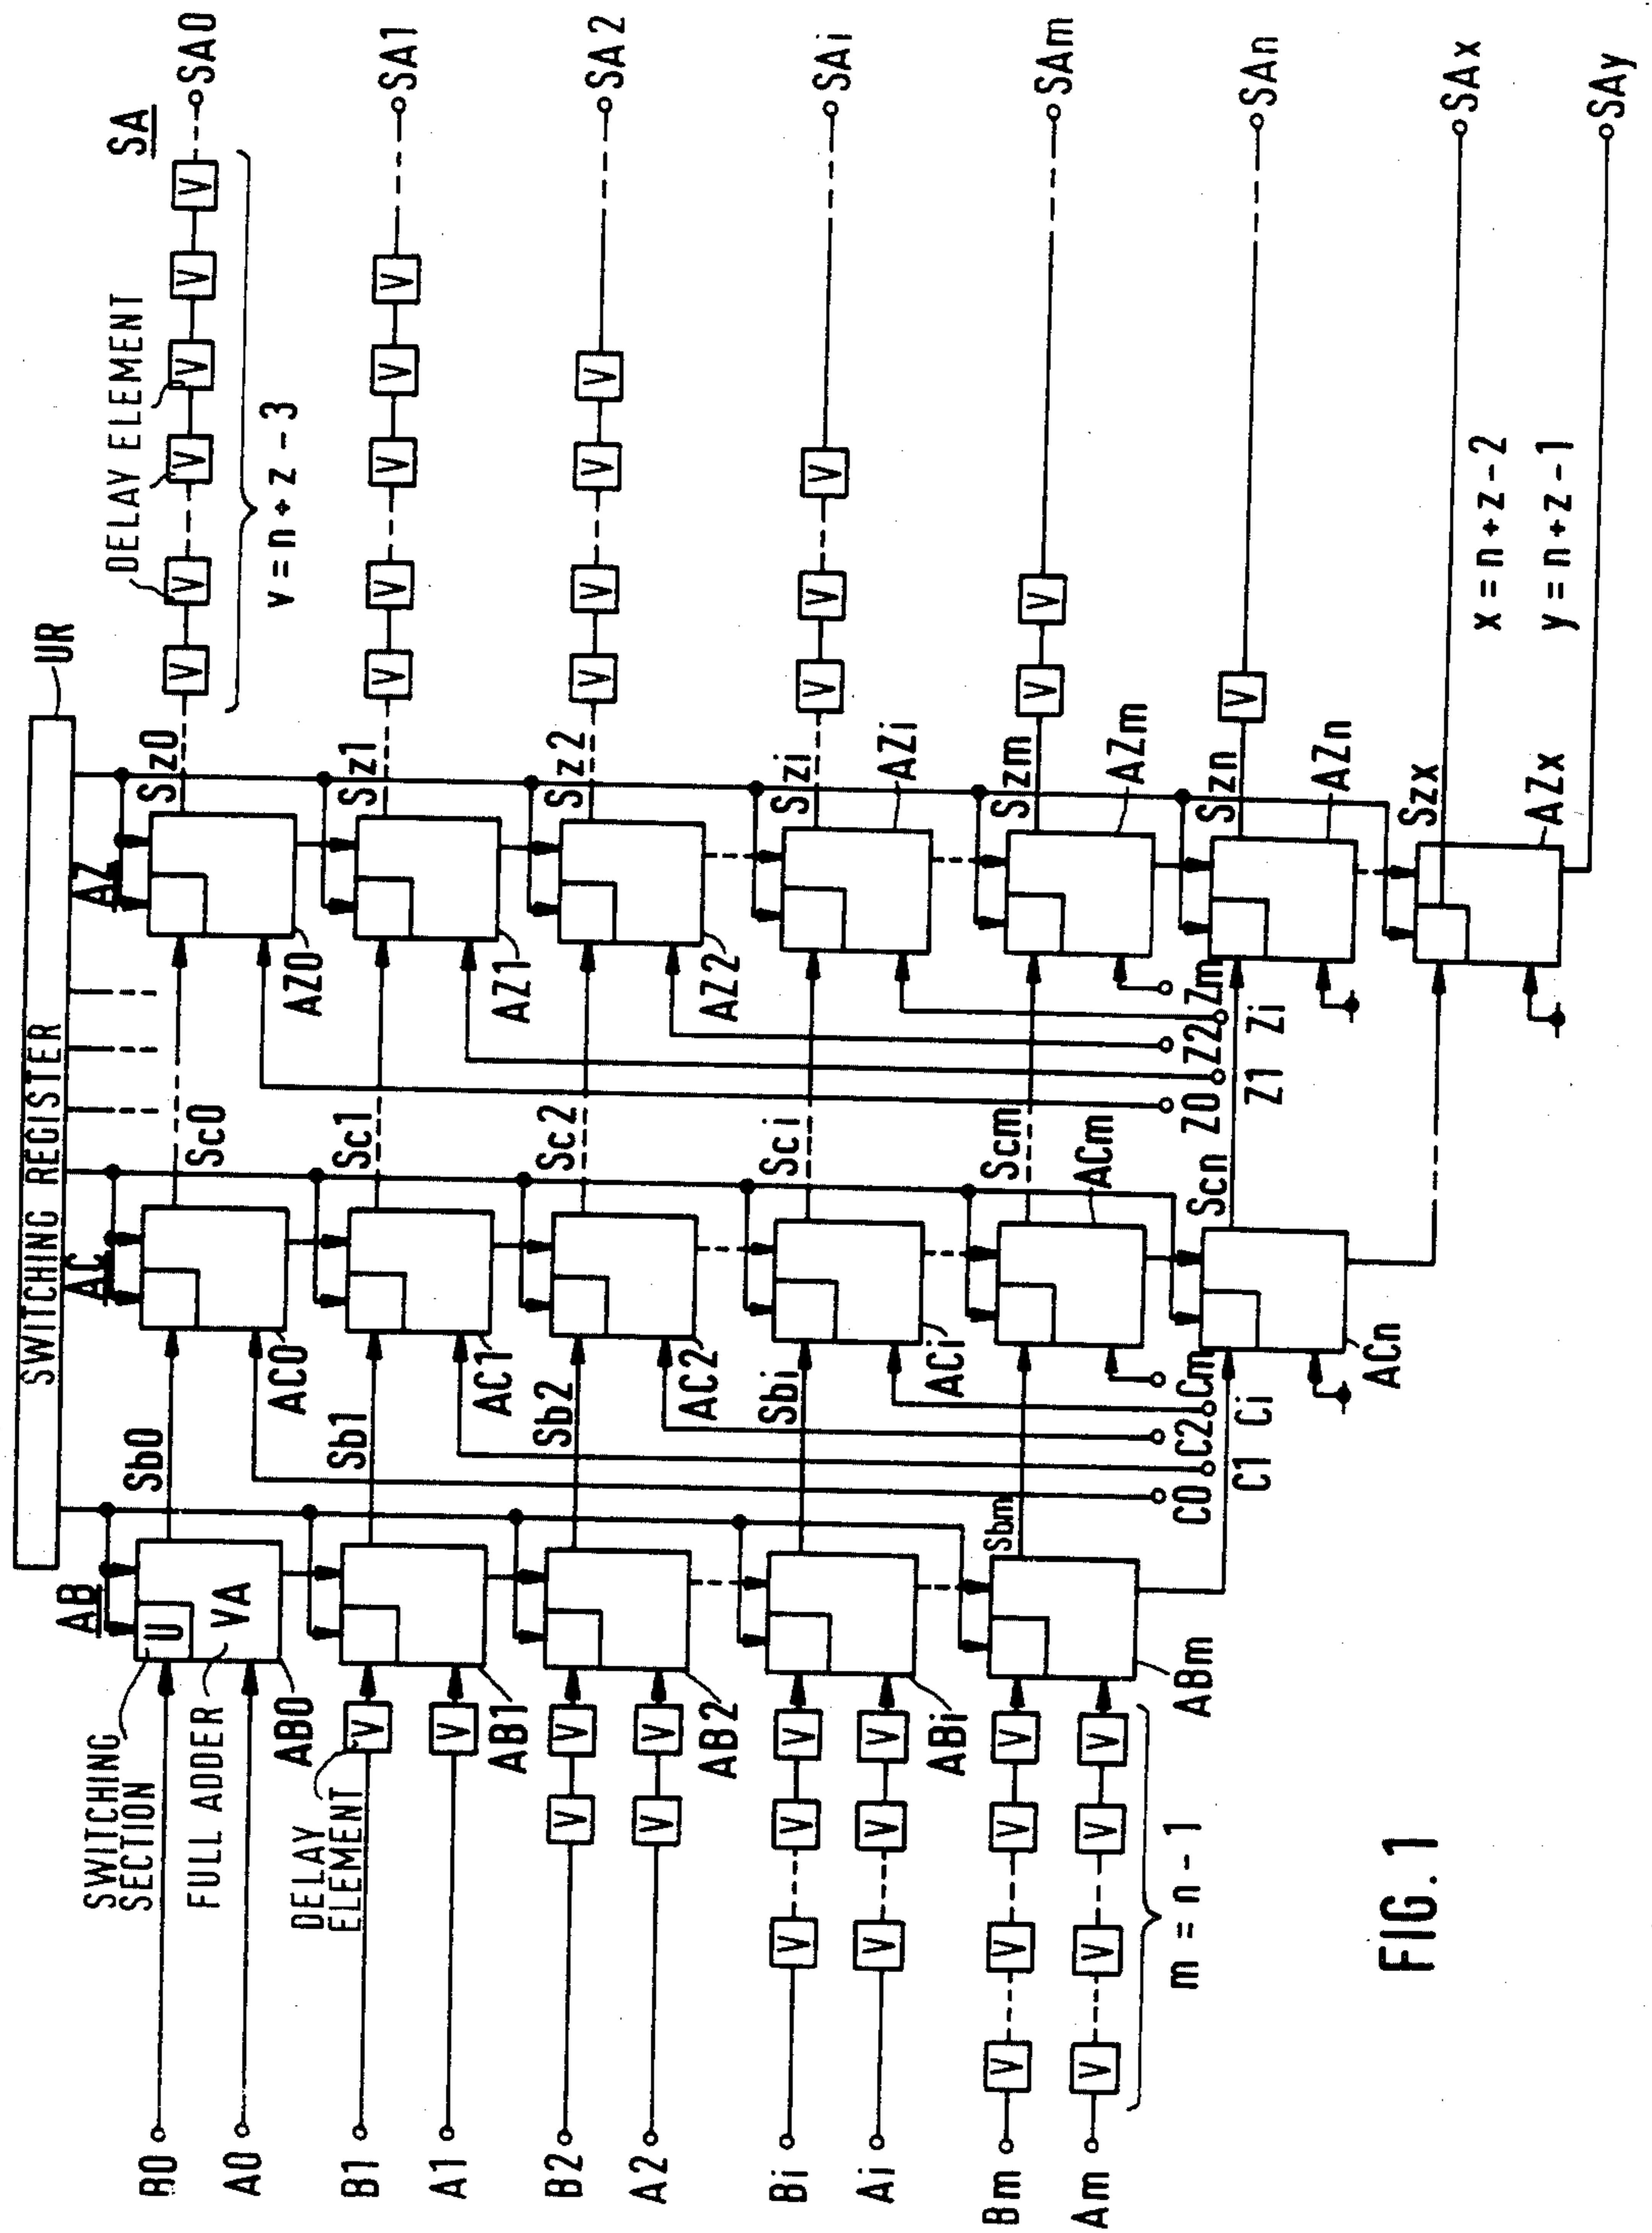 SWITCHING REGISTER
UR
SA
DELAY ELEMENT
AB
AC
AZ
B0
SWITCHING
SECTION
U
Sb0
Sc0
Sz0
V
V
V
V
V
V
SA0
A0
FULL ADDER
VA
AB0
AC0
AZ0
v = n + z - 3
B1
V
Sb1
Sc1
Sz1
V
V
V
V
V
SA1
A1
DELAY
ELEMENT
V
AB1
AC1
AZ1
B2
V
V
Sb2
Sc2
Sz2
V
V
V
V
SA2
A2
V
V
AB2
AC2
AZ2
Bi
V
V
V
Sbi
Sci
Szi
V
V
V
SAi
Ai
V
V
V
ABi
ACi
AZi
Bm
V
V
V
V
Sbm
Scm
Szm
V
V
SAm
Am
V
V
V
V
ABm
ACm
AZm
m = n - 1
C0
C1
C2
Ci
Cm
Scn
Z0
Z1
Z2
Zi
Zm
Szn
V
SAn
ACn
AZn
Szx
SAx
AZx
x = n + z - 2
y = n + z - 1
SAy
FIG. 1